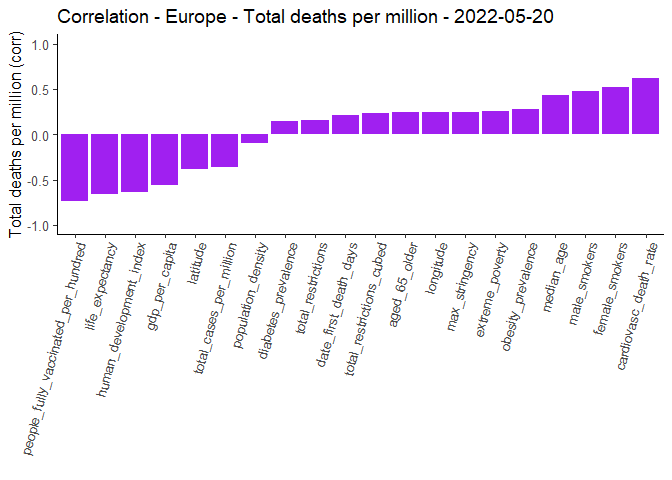 Correlation - Europe - Total deaths per million - 2022-05-20
Total deaths per million (corr)
1.0
0.5
0.0
-0.5
-1.0
people_fully_vaccinated_per_hundred
life_expectancy
human_development_index
gdp_per_capita
latitude
total_cases_per_million
population_density
diabetes_prevalence
total_restrictions
date_first_death_days
total_restrictions_cubed
aged_65_older
longitude
max_stringency
extreme_poverty
obesity_prevalence
median_age
male_smokers
female_smokers
cardiovasc_death_rate